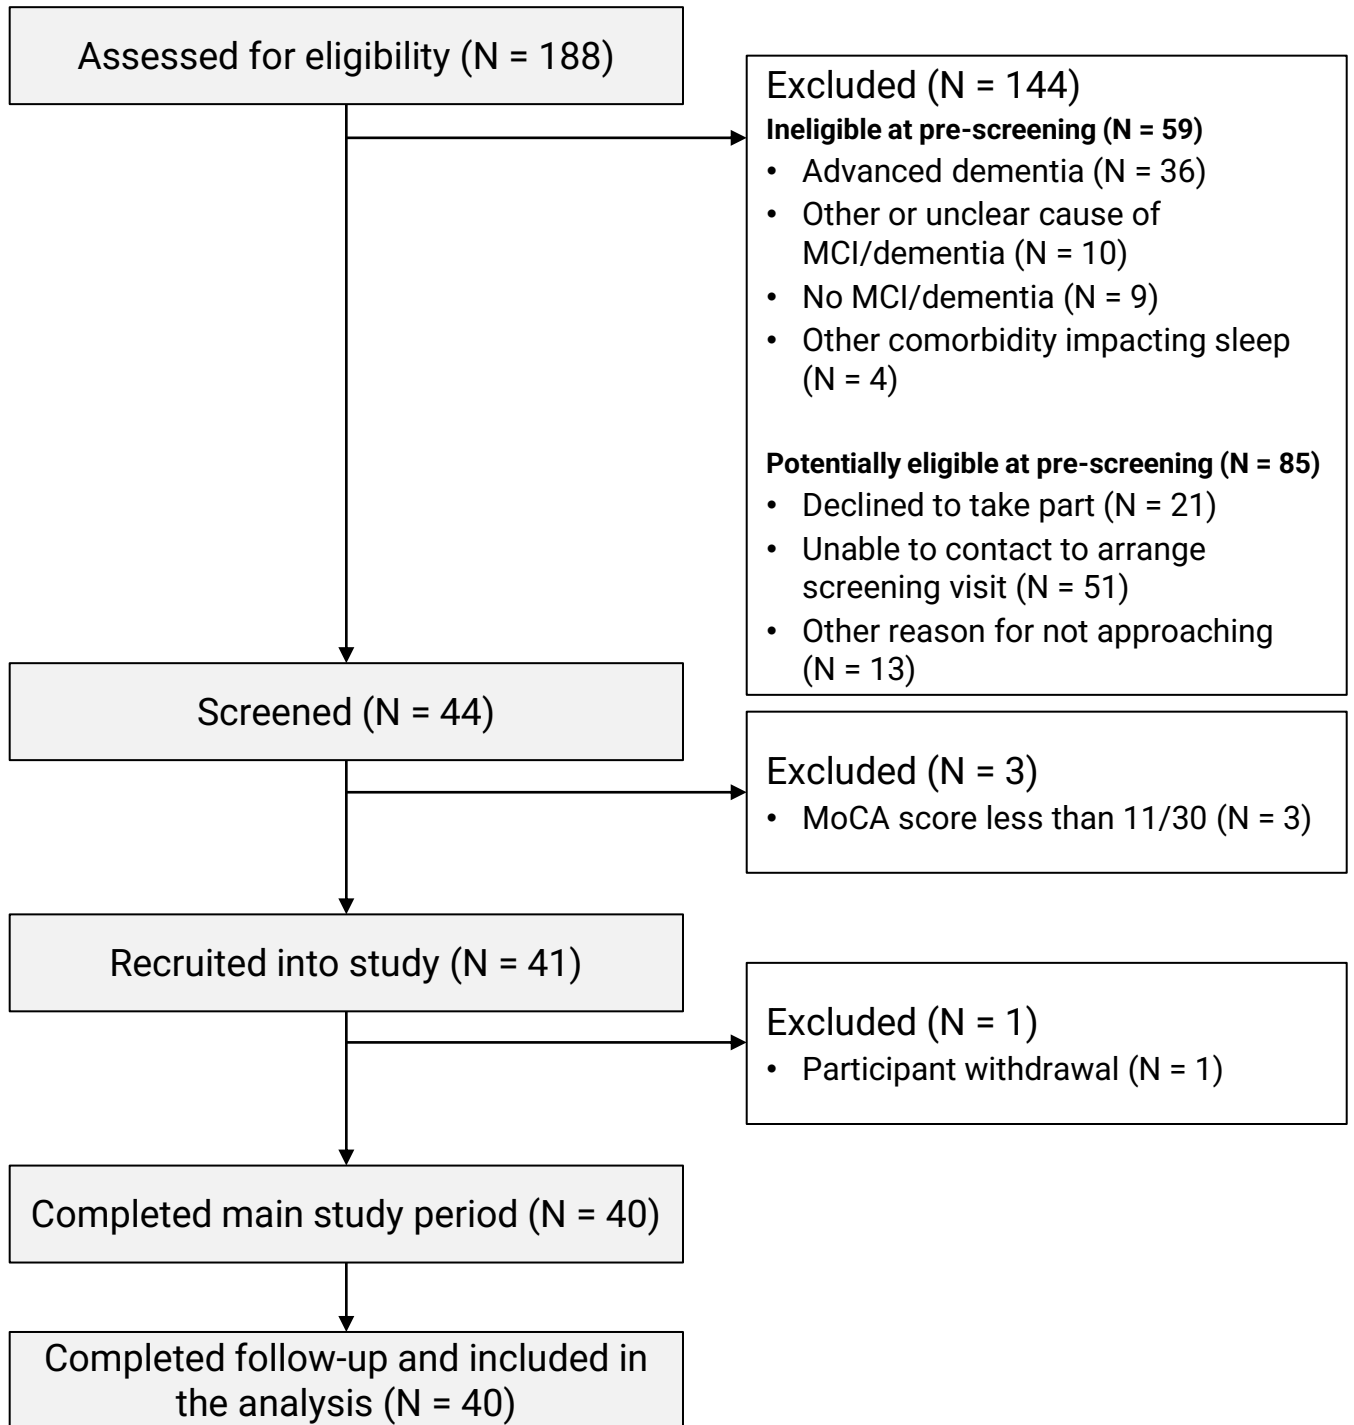 Assessed for eligibility (N = 188)
Excluded (N = 144)
Ineligible at pre-screening (N = 59)
• Advanced dementia (N = 36)
• Other or unclear cause of
MCI/dementia (N = 10)
• No MCI/dementia (N = 9)
• Other comorbidity impacting sleep
(N = 4)
Potentially eligible at pre-screening (N = 85)
• Declined to take part (N = 21)
• Unable to contact to arrange
screening visit (N = 51)
• Other reason for not approaching
(N = 13)
Screened (N = 44)
Excluded (N = 3)
• MoCA score less than 11/30 (N = 3)
Recruited into study (N = 41)
Excluded (N = 1)
• Participant withdrawal (N = 1)
Completed main study period (N = 40)
Completed follow-up and included in
the analysis (N = 40)